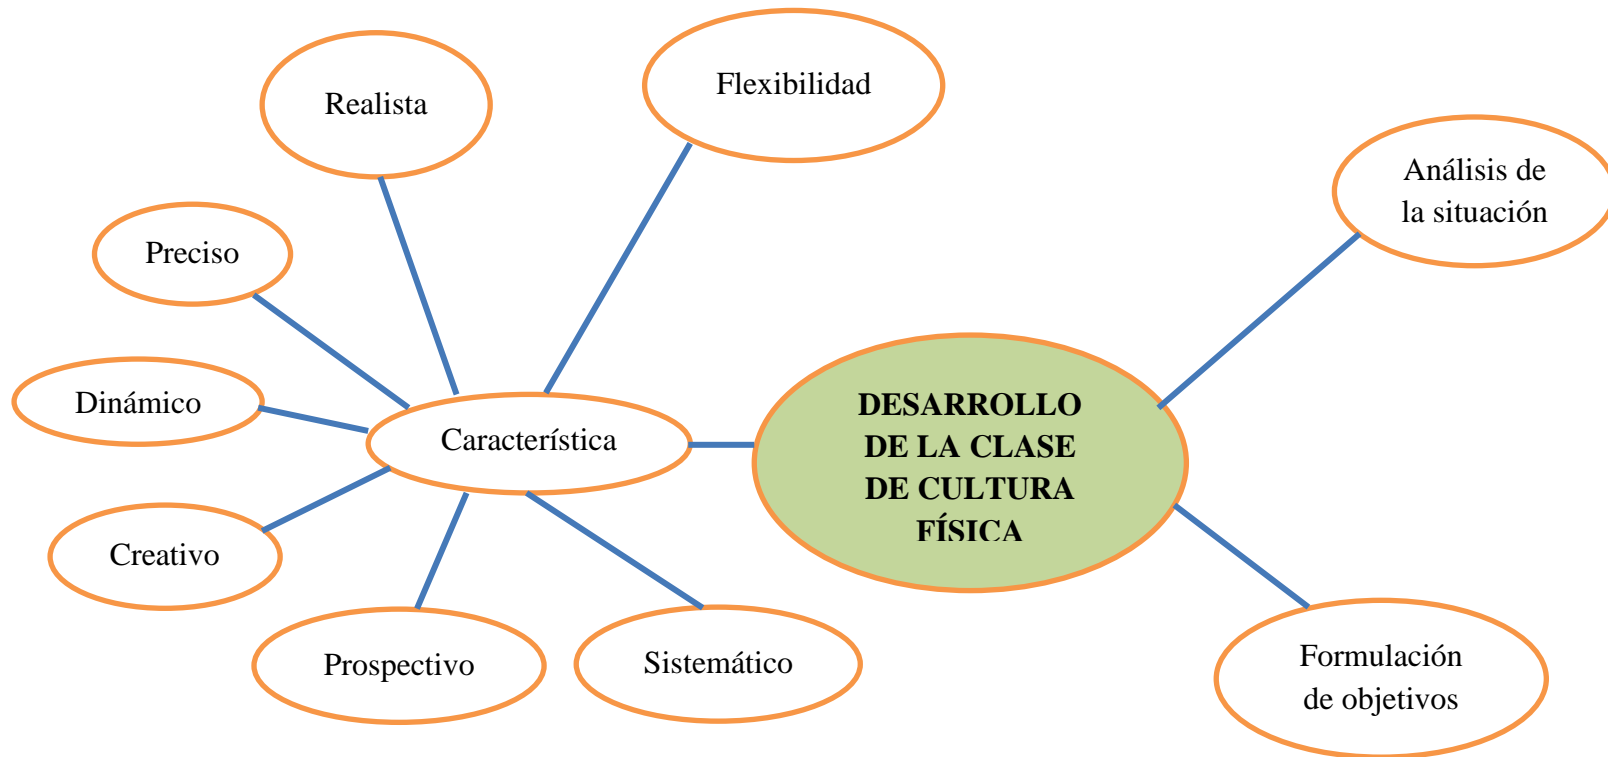 Flexibilidad
Realista
Análisis de
la situación
Preciso
Dinámico
Característica
DESARROLLO
DE LA CLASE
DE CULTURA
FÍSICA
Creativo
Prospectivo
Sistemático
Formulación
de objetivos